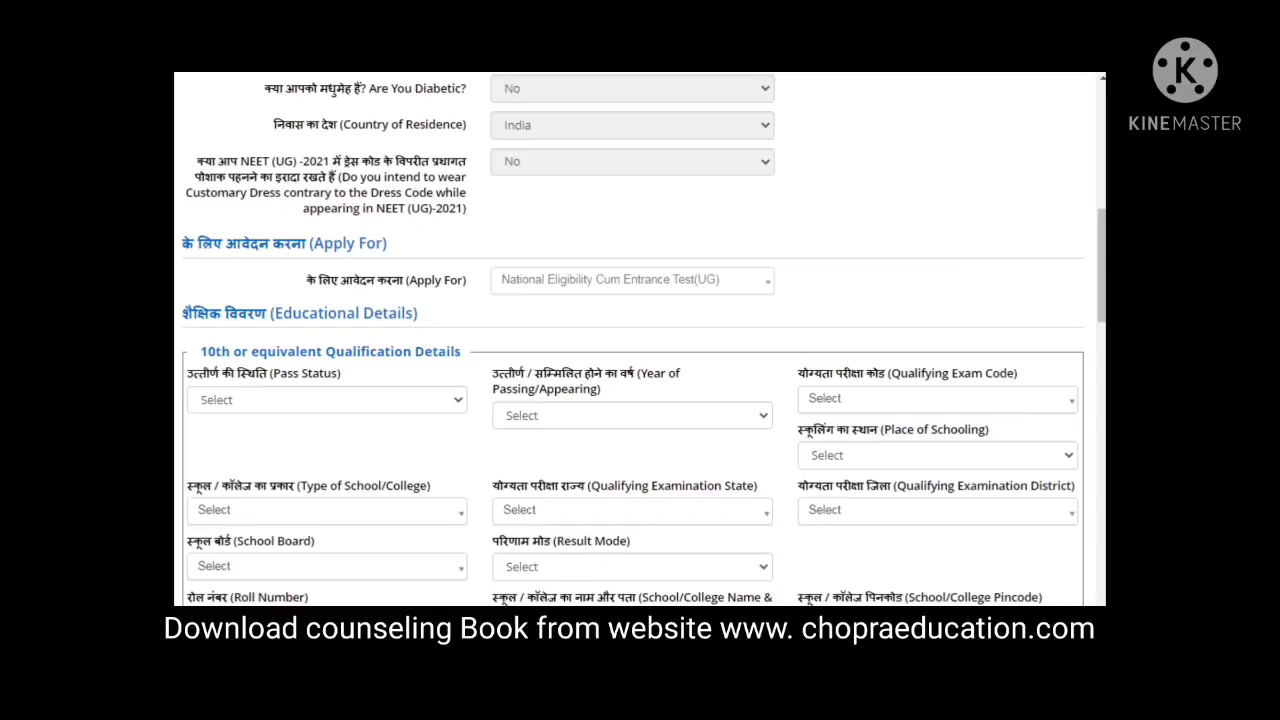 KINEMASTER
क्या आपको मधुमेह हैं? Are You Diabetic?
No
निवास का देश (Country of Residence)
India
क्या आप NEET (UG) -2021 में ड्रेस कोड के विपरीत प्रथागत
पोशाक पहनने का इरादा रखते हैं (Do you intend to wear
Customary Dress contrary to the Dress Code while
appearing in NEET (UG)-2021)
No
के लिए आवेदन करना (Apply For)
के लिए आवेदन करना (Apply For)
National Eligibility Cum Entrance Test(UG)
शैक्षिक विवरण (Educational Details)
10th or equivalent Qualification Details
उत्तीर्ण की स्थिति (Pass Status)
Select
उत्तीर्ण / सम्मिलित होने का वर्ष (Year of
Passing/Appearing)
Select
योग्यता परीक्षा कोड (Qualifying Exam Code)
Select
स्कूलिंग का स्थान (Place of Schooling)
Select
स्कूल / कॉलेज का प्रकार (Type of School/College)
Select
योग्यता परीक्षा राज्य (Qualifying Examination State)
Select
योग्यता परीक्षा जिला (Qualifying Examination District)
Select
स्कूल बोर्ड (School Board)
Select
परिणाम मोड (Result Mode)
Select
रोल नंबर (Roll Number)
स्कूल / कॉलेज का नाम और पता (School/College Name &
स्कूल / कॉलेज पिनकोड (School/College Pincode)
Download counseling Book from website www. chopraeducation.com